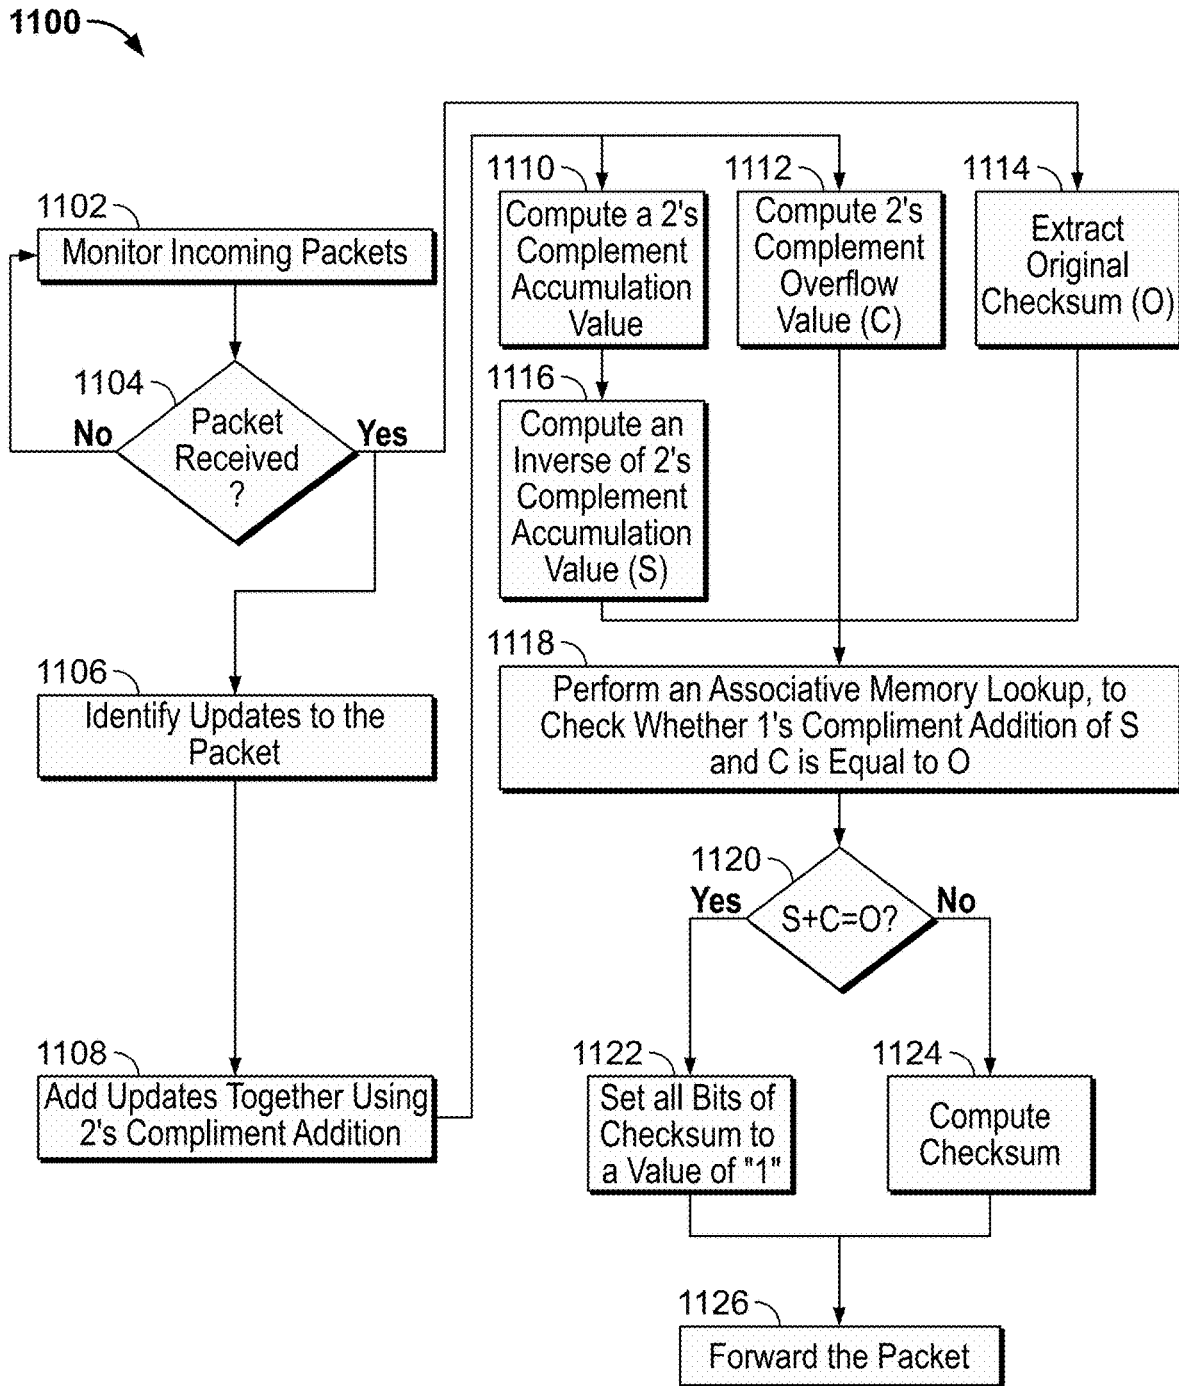 1100
1102
Monitor Incoming Packets
1104
Packet
Received
?
No
Yes
1106
Identify Updates to the
Packet
1108
Add Updates Together Using
2's Compliment Addition
1110
Compute a 2's
Complement
Accumulation
Value
1112
Compute 2's
Complement
Overflow
Value (C)
1114
Extract
Original
Checksum (O)
1116
Compute an
Inverse of 2's
Complement
Accumulation
Value (S)
1118
Perform an Associative Memory Lookup, to
Check Whether 1's Compliment Addition of S
and C is Equal to O
1120
Yes
S+C=O?
No
1122
Set all Bits of
Checksum to
a Value of "1"
1124
Compute
Checksum
1126
Forward the Packet